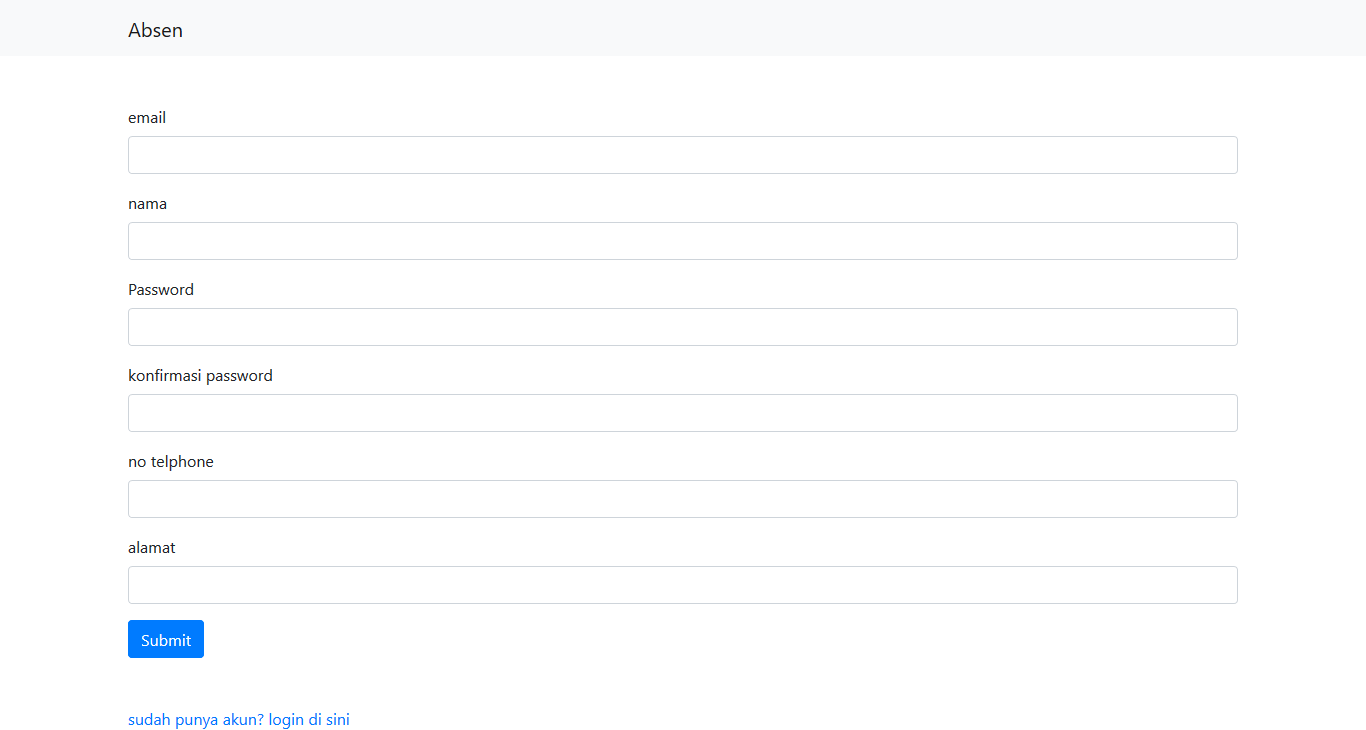 Absen
email
nama
Password
konfirmasi password
no telphone
alamat
Submit
sudah punya akun? login di sini